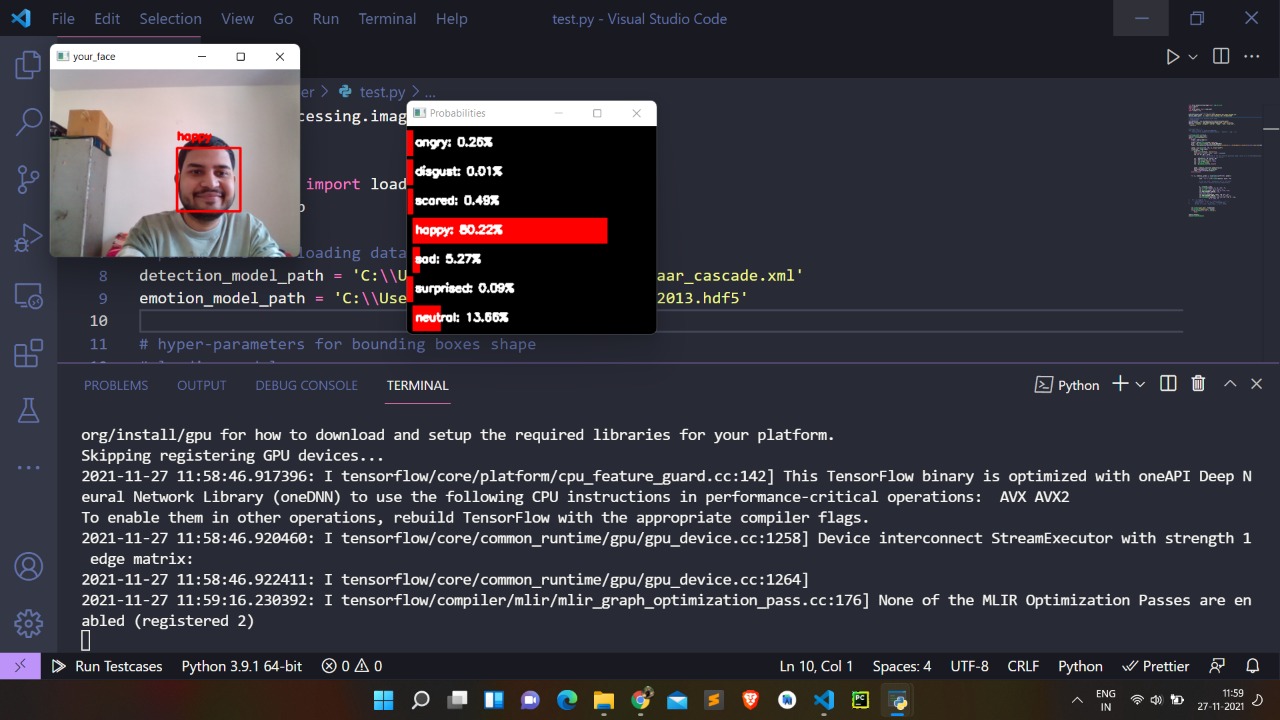 File Edit Selection View Go Run Terminal Help test.py - Visual Studio Code
your_face
er > test.py > ...
Probabilities
cessing.imag
happy
angry: 0.26%
disgust: 0.01%
import load
scared: 0.49%
happy: 80.22%
loading data
sad: 5.27%
8 detection_model_path = 'C:\\U aar_cascade.xml'
surprised: 0.09%
9 emotion_model_path = 'C:\\Use 2013.hdf5'
neutral: 13.66%
10
11 # hyper-parameters for bounding boxes shape
PROBLEMS OUTPUT DEBUG CONSOLE TERMINAL Python
org/install/gpu for how to download and setup the required libraries for your platform.
Skipping registering GPU devices...
2021-11-27 11:58:46.917396: I tensorflow/core/platform/cpu_feature_guard.cc:142] This TensorFlow binary is optimized with oneAPI Deep N
eural Network Library (oneDNN) to use the following CPU instructions in performance-critical operations:  AVX AVX2
To enable them in other operations, rebuild TensorFlow with the appropriate compiler flags.
2021-11-27 11:58:46.920460: I tensorflow/core/common_runtime/gpu/gpu_device.cc:1258] Device interconnect StreamExecutor with strength 1
edge matrix:
2021-11-27 11:58:46.922411: I tensorflow/core/common_runtime/gpu/gpu_device.cc:1264]
2021-11-27 11:59:16.230392: I tensorflow/compiler/mlir/mlir_graph_optimization_pass.cc:176] None of the MLIR Optimization Passes are en
abled (registered 2)
Run Testcases Python 3.9.1 64-bit 0 0 Ln 10, Col 1 Spaces: 4 UTF-8 CRLF Python Prettier
ENG
IN
11:59
27-11-2021